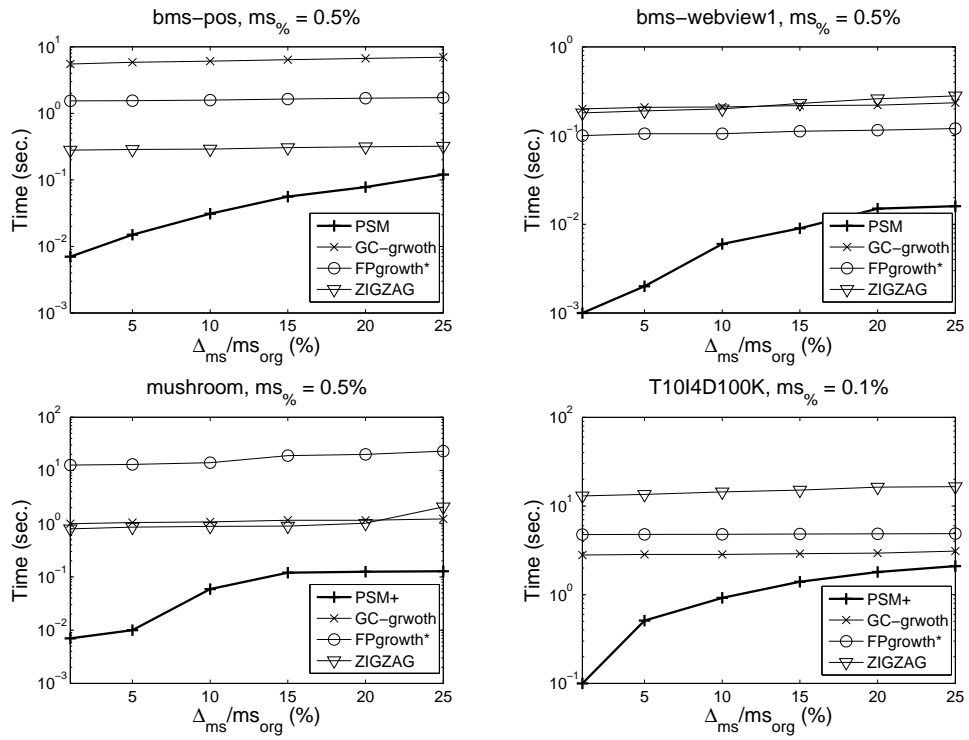 bms−pos, ms% = 0.5%
10^1
10^0
10^−1
10^−2
10^−3
Time (sec.)
5 10 15 20 25
Δms/msorg (%)
PSM
GC−grwoth
FPgrowth*
ZIGZAG
bms−webview1, ms% = 0.5%
10^0
10^−1
10^−2
10^−3
Time (sec.)
5 10 15 20 25
Δms/msorg (%)
PSM
GC−grwoth
FPgrowth*
ZIGZAG
mushroom, ms% = 0.5%
10^2
10^1
10^0
10^−1
10^−2
10^−3
Time (sec.)
5 10 15 20 25
Δms/msorg (%)
PSM+
GC−grwoth
FPgrowth*
ZIGZAG
T10I4D100K, ms% = 0.1%
10^2
10^1
10^0
10^−1
Time (sec.)
5 10 15 20 25
Δms/msorg (%)
PSM+
GC−grwoth
FPgrowth*
ZIGZAG